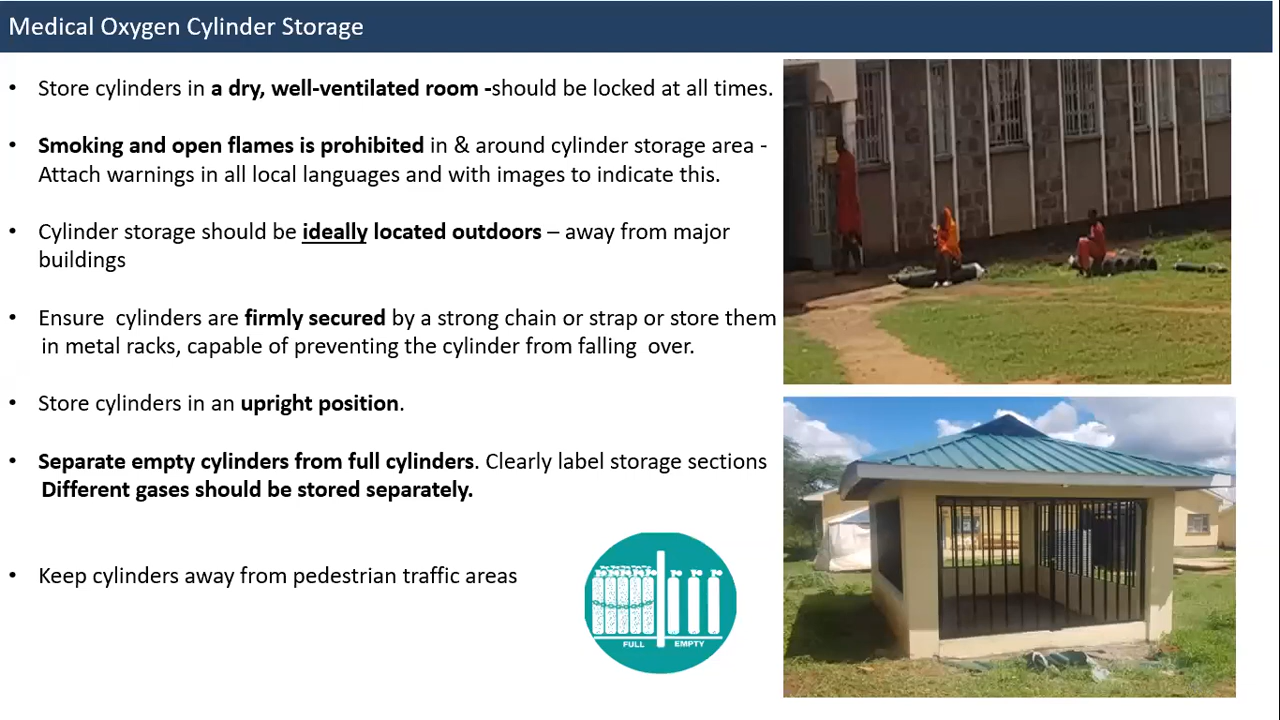 Medical Oxygen Cylinder Storage
• Store cylinders in a dry, well-ventilated room -should be locked at all times.
• Smoking and open flames is prohibited in & around cylinder storage area -
Attach warnings in all local languages and with images to indicate this.
• Cylinder storage should be ideally located outdoors – away from major
buildings
• Ensure cylinders are firmly secured by a strong chain or strap or store them
in metal racks, capable of preventing the cylinder from falling over.
• Store cylinders in an upright position.
• Separate empty cylinders from full cylinders. Clearly label storage sections
Different gases should be stored separately.
• Keep cylinders away from pedestrian traffic areas
FULL EMPTY